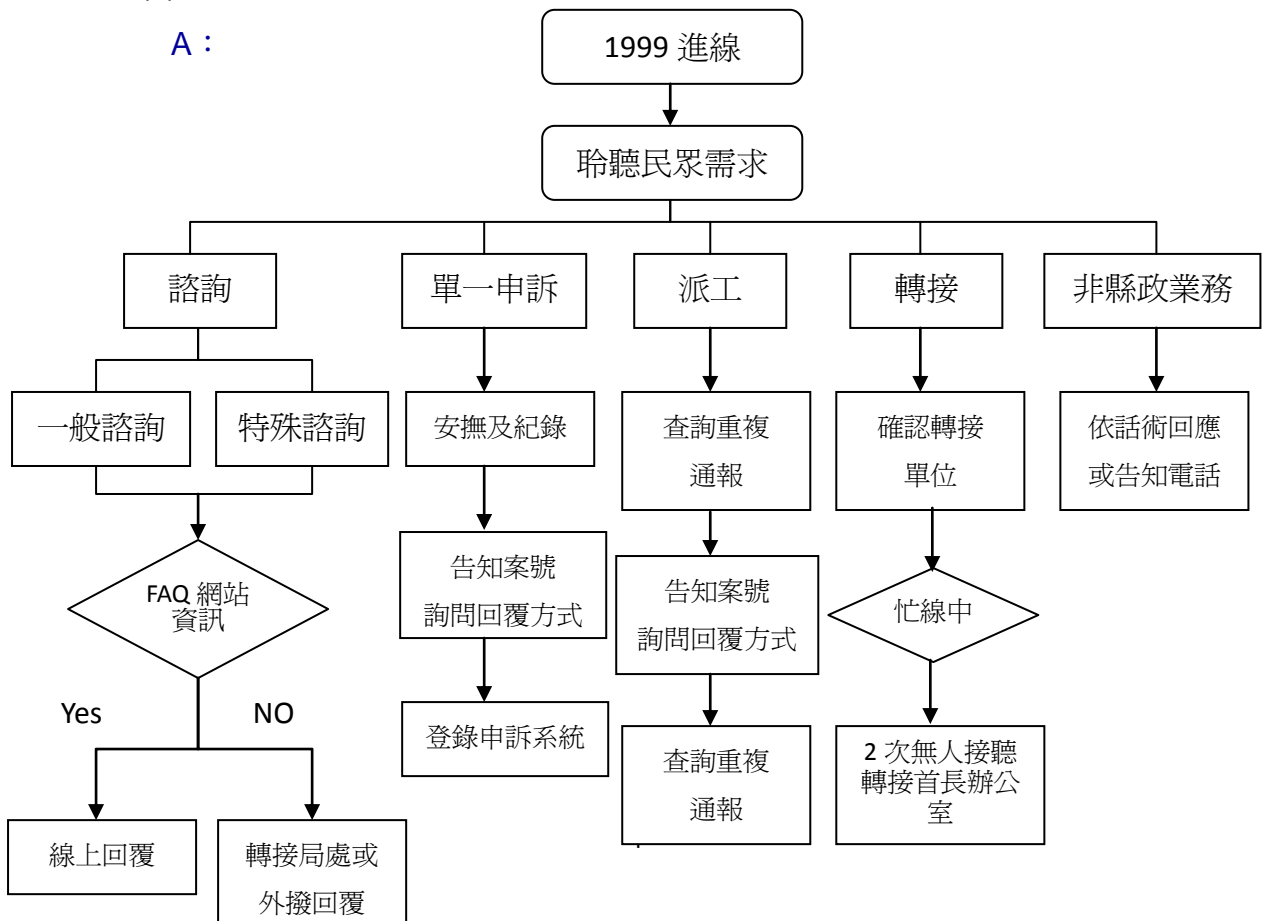 A：
1999 進線
聆聽民眾需求
諮詢
單一申訴
派工
轉接
非縣政業務
一般諮詢
特殊諮詢
安撫及紀錄
查詢重複
通報
確認轉接
單位
依話術回應
或告知電話
FAQ 網站
資訊
告知案號
詢問回覆方式
告知案號
詢問回覆方式
忙線中
Yes
NO
登錄申訴系統
查詢重複
通報
2 次無人接聽
轉接首長辦公
室
線上回覆
轉接局處或
外撥回覆